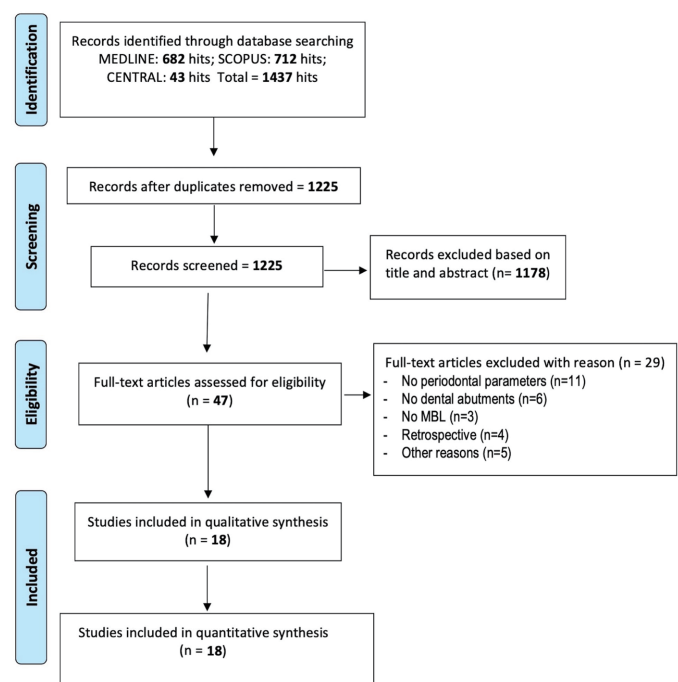 Identification
Records identified through database searching
MEDLINE: 682 hits; SCOPUS: 712 hits;
CENTRAL: 43 hits Total = 1437 hits
Screening
Records after duplicates removed = 1225
Records screened = 1225
Records excluded based on
title and abstract (n= 1178)
Eligibility
Full-text articles assessed for eligibility
(n = 47)
Full-text articles excluded with reason (n = 29)
- No periodontal parameters (n=11)
- No dental abutments (n=6)
- No MBL (n=3)
- Retrospective (n=4)
- Other reasons (n=5)
Included
Studies included in qualitative synthesis
(n = 18)
Studies included in quantitative synthesis
(n = 18)